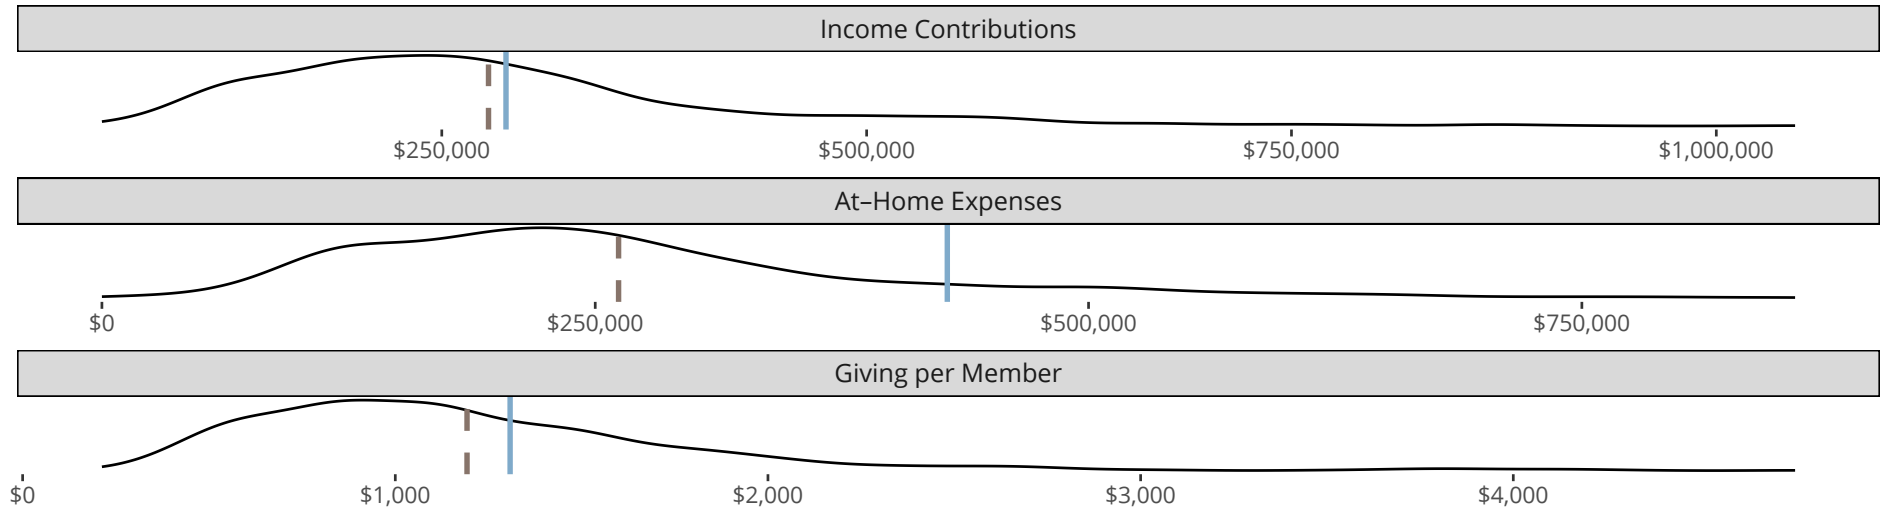 Income Contributions
$250,000 $500,000 $750,000 $1,000,000
At–Home Expenses
$0 $250,000 $500,000 $750,000
Giving per Member
$0 $1,000 $2,000 $3,000 $4,000